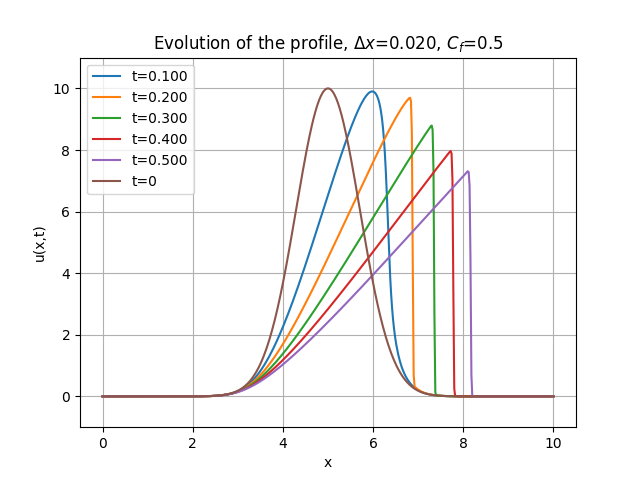 Evolution of the profile, Δx=0.020, C_f=0.5
t=0.100
t=0.200
t=0.300
t=0.400
t=0.500
t=0
10
8
6
4
2
0
u(x,t)
0 2 4 6 8 10
x